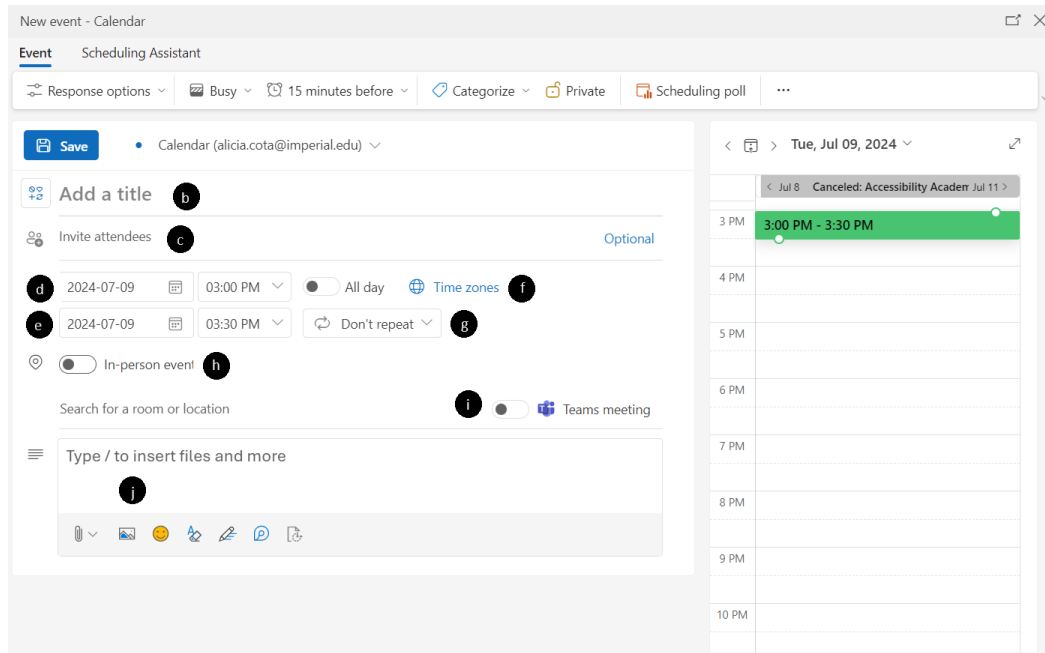 New event - Calendar
Event Scheduling Assistant
Response options Busy 15 minutes before Categorize Private Scheduling poll ...
Save • Calendar (alicia.cota@imperial.edu)
Add a title b
Invite attendees c Optional
d 2024-07-09 03:00 PM All day Time zones f
e 2024-07-09 03:30 PM Don't repeat g
In-person event h
Search for a room or location i Teams meeting
Type / to insert files and more
j
Tue, Jul 09, 2024
< Jul 8 Canceled: Accessibility Academ Jul 11 >
3 PM 3:00 PM - 3:30 PM
4 PM
5 PM
6 PM
7 PM
8 PM
9 PM
10 PM